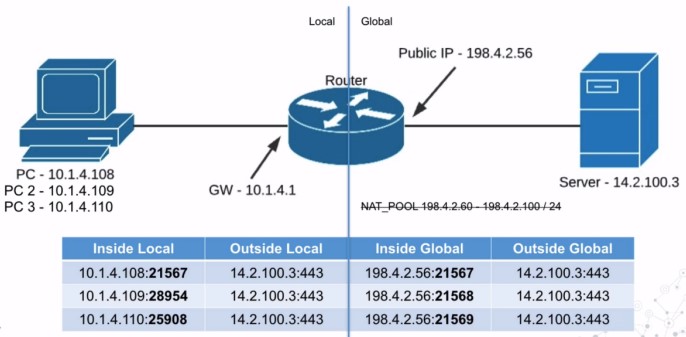 Local Global
Public IP - 198.4.2.56
Router
PC - 10.1.4.108
PC 2 - 10.1.4.109
PC 3 - 10.1.4.110
GW - 10.1.4.1
Server - 14.2.100.3
NAT_POOL 198.4.2.60 - 198.4.2.100 / 24
Inside Local Outside Local Inside Global Outside Global
10.1.4.108:21567 14.2.100.3:443 198.4.2.56:21567 14.2.100.3:443
10.1.4.109:28954 14.2.100.3:443 198.4.2.56:21568 14.2.100.3:443
10.1.4.110:25908 14.2.100.3:443 198.4.2.56:21569 14.2.100.3:443